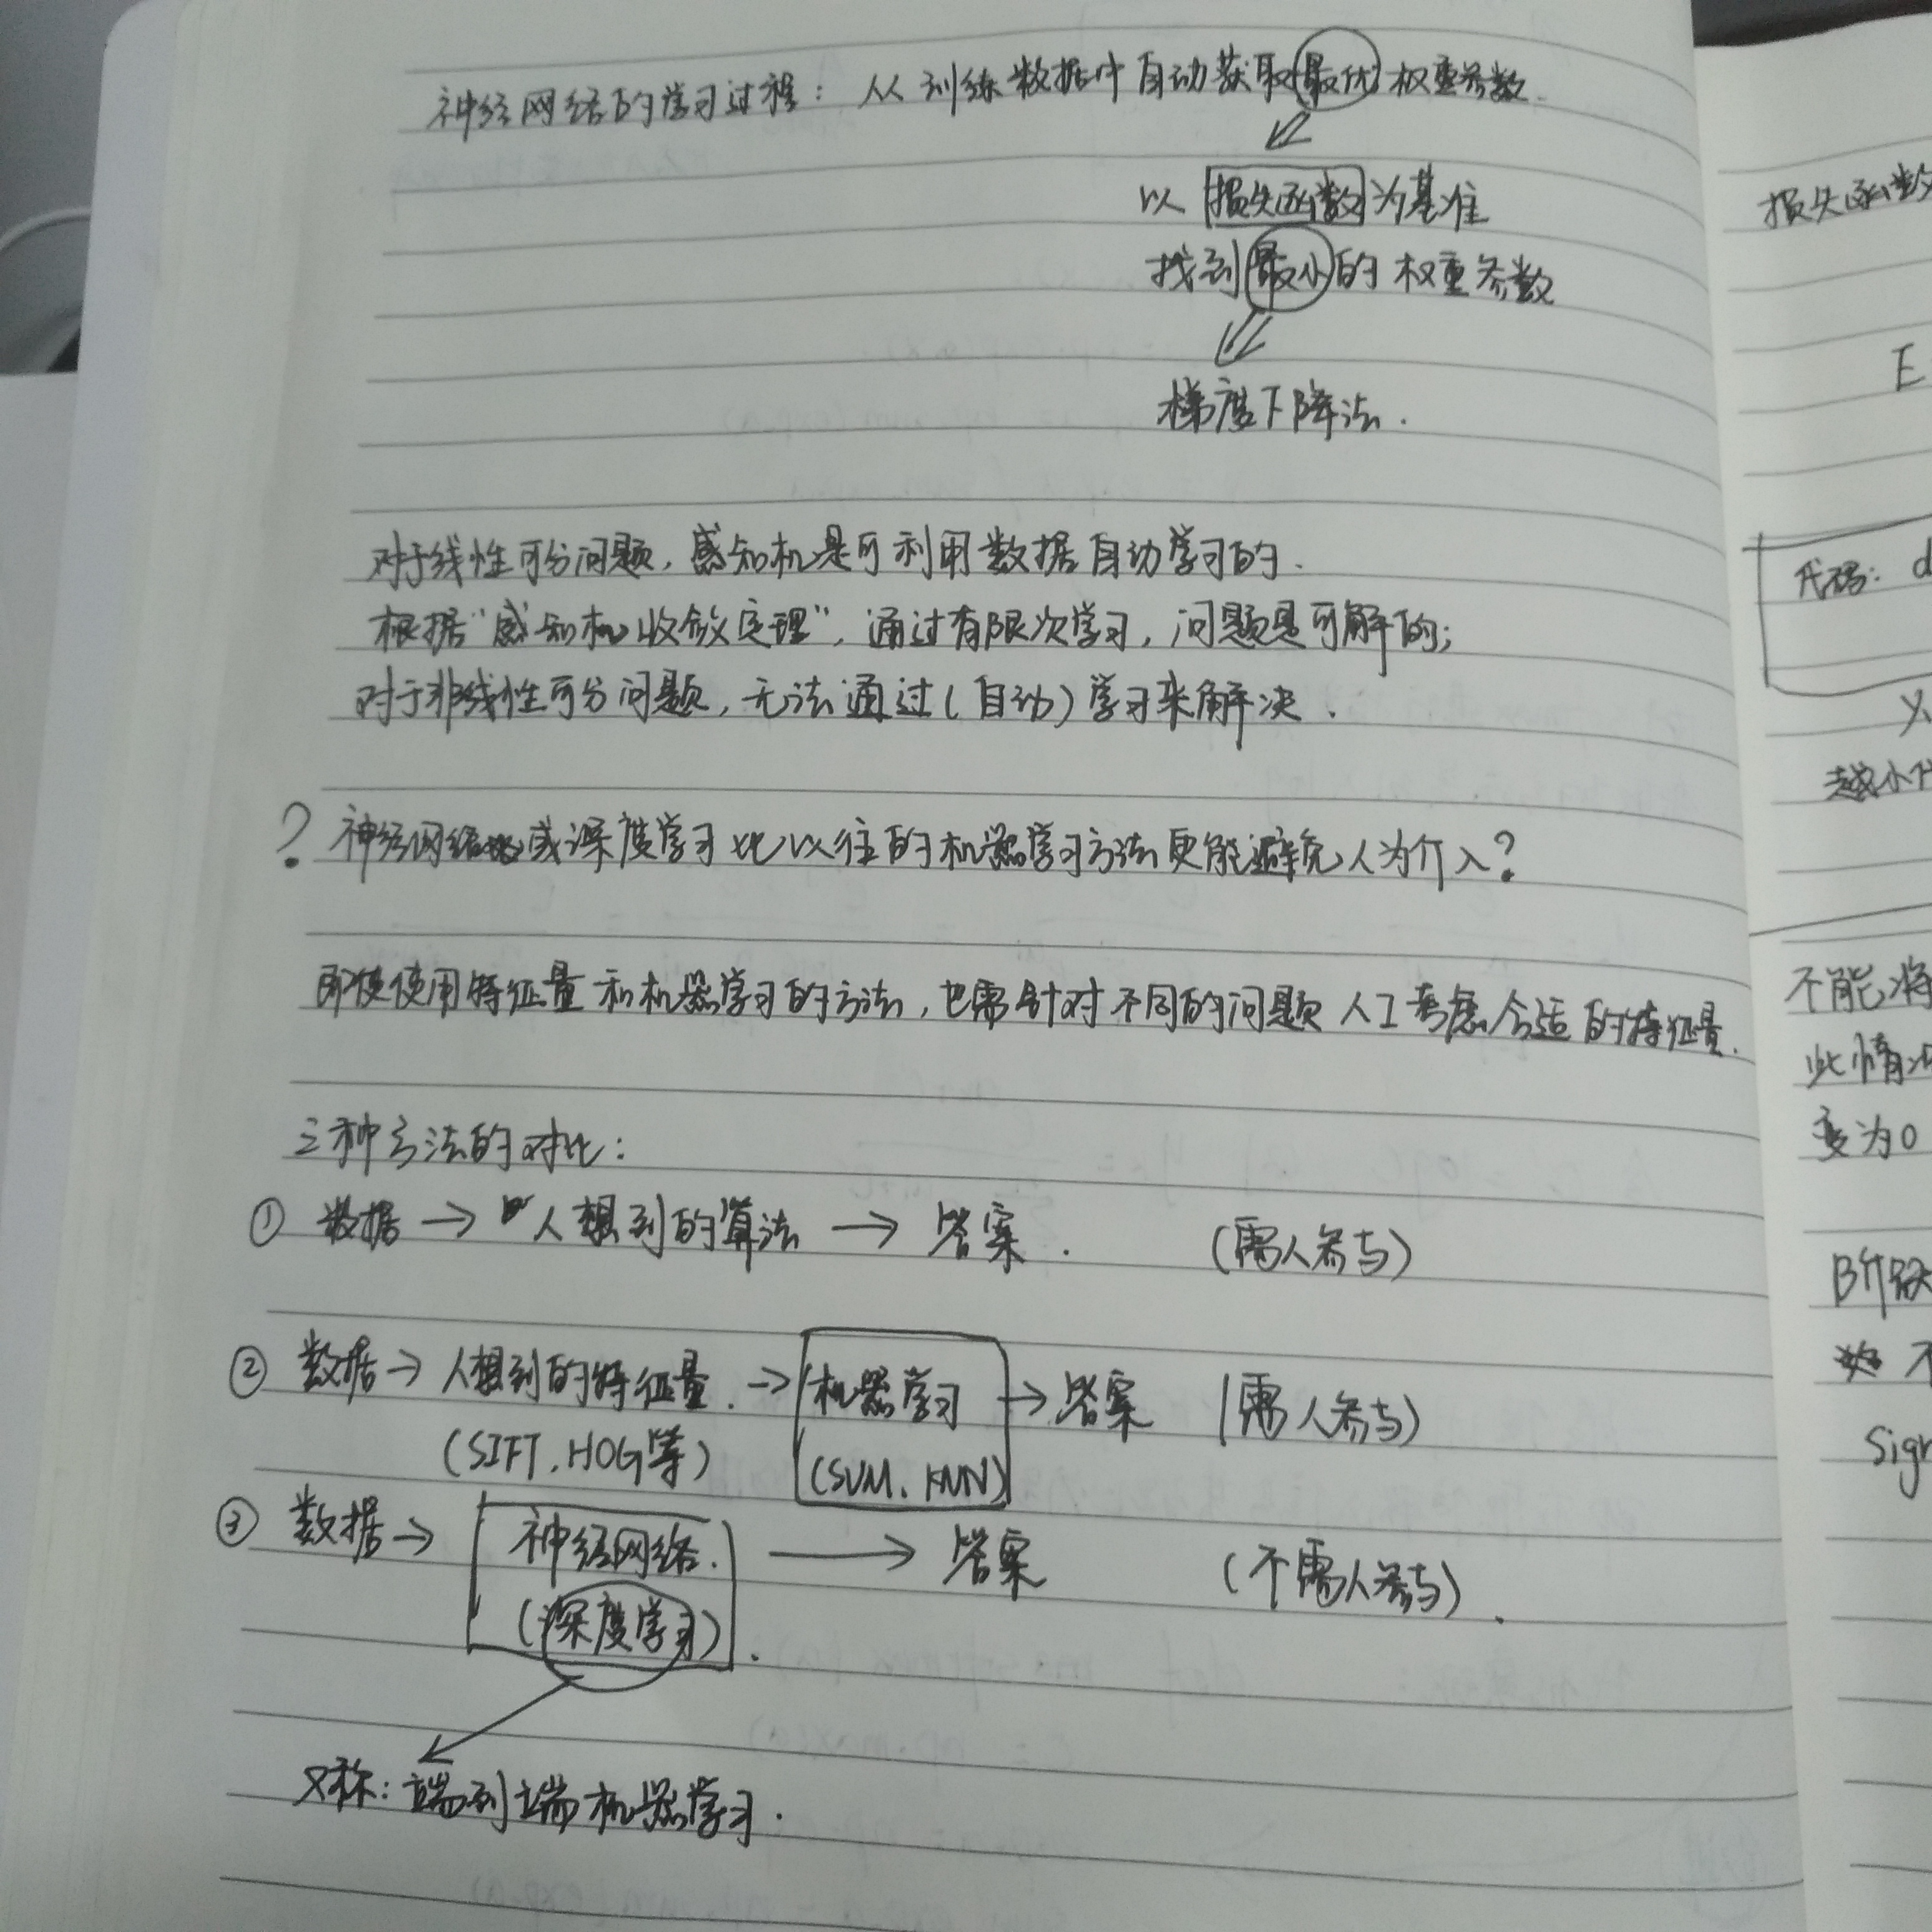 神经网络的学习过程：从训练数据中自动获取最优权重参数.
以损失函数为基准
找到最小的权重参数
梯度下降法.
对于线性可分问题，感知机是可利用数据自动学习的.
根据"感知机收敛定理"，通过有限次学习，问题是可解的；
对于非线性可分问题，无法通过(自动)学习来解决.
? 神经网络或深度学习比以往的机器学习方法更能避免人为介入?
即使使用特征量和机器学习的方法，也需针对不同的问题人工考虑合适的特征量.
三种方法的对比：
① 数据 → 人想到的算法 → 答案. (需人参与)
② 数据 → 人想到的特征量. → 机器学习 → 答案 (需人参与)
(SIFT, HOG等) (SVM、KNN)
③ 数据 → 神经网络. → 答案 (不需人参与).
(深度学习).
又称：端到端机器学习.
损失函数
E
代码: d
越小
不能将
此情况
变为0
阶跃
不
Sig